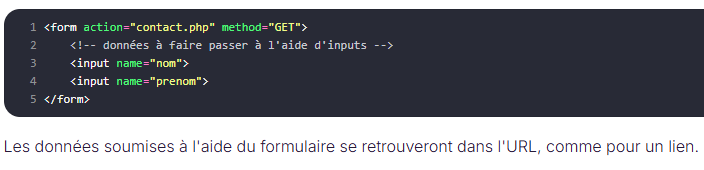 1 <form action="contact.php" method="GET">
2     <!-- données à faire passer à l'aide d'inputs -->
3     <input name="nom">
4     <input name="prenom">
5 </form>
Les données soumises à l'aide du formulaire se retrouveront dans l'URL, comme pour un lien.